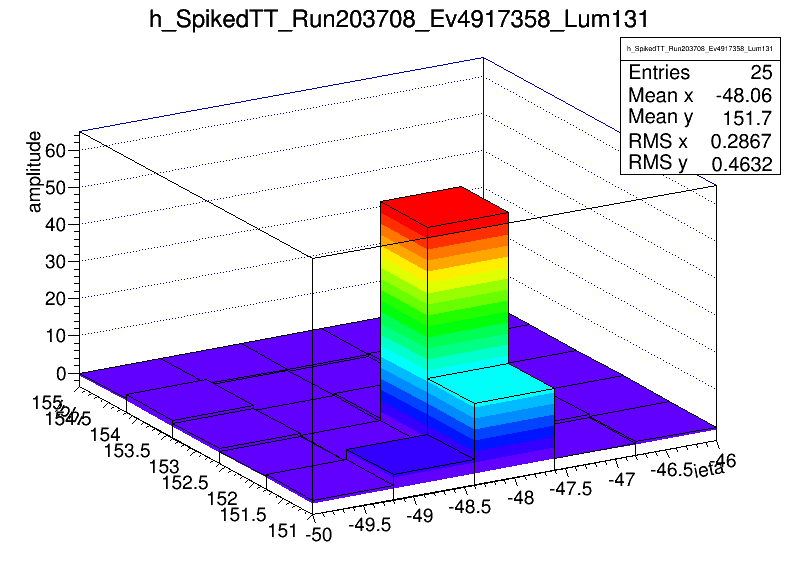 h_SpikedTT_Run203708_Ev4917358_Lum131
h_SpikedTT_Run203708_Ev4917358_Lum131
Entries 25
Mean x -48.06
Mean y 151.7
RMS x 0.2867
RMS y 0.4632
amplitude
60
50
40
30
20
10
0
155
154.5
154
153.5
153
152.5
152
151.5
151
-50
-49.5
-49
-48.5
-48
-47.5
-47
-46.5
-46
ieta